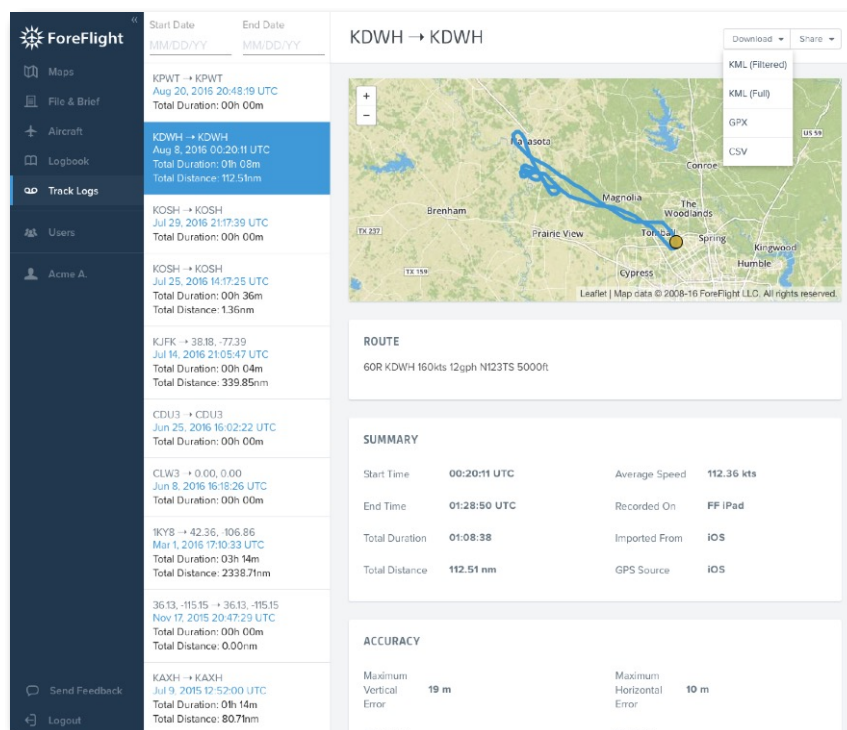 «
ForeFlight
Maps
File & Brief
Aircraft
Logbook
Track Logs
Users
Acme A.
Send Feedback
Logout
Start Date End Date
MM/DD/YY MM/DD/YY
KPWT → KPWT
Aug 20, 2016 20:48:19 UTC
Total Duration: 00h 00m
KDWH → KDWH
Aug 8, 2016 00:20:11 UTC
Total Duration: 01h 08m
Total Distance: 112.51nm
KOSH → KOSH
Jul 29, 2016 21:17:39 UTC
Total Duration: 00h 00m
KOSH → KOSH
Jul 25, 2016 14:17:25 UTC
Total Duration: 00h 36m
Total Distance: 1.36nm
KJFK → 38.18, -77.39
Jul 14, 2016 21:05:47 UTC
Total Duration: 00h 04m
Total Distance: 339.85nm
CDU3 → CDU3
Jun 25, 2016 16:02:22 UTC
Total Duration: 00h 00m
CLW3 → 0.00, 0.00
Jun 8, 2016 16:18:26 UTC
Total Duration: 00h 00m
1KY8 → 42.36, -106.86
Mar 1, 2016 17:10:33 UTC
Total Duration: 03h 14m
Total Distance: 2338.71nm
36.13, -115.15 → 36.13, -115.15
Nov 17, 2015 20:47:29 UTC
Total Duration: 00h 00m
Total Distance: 0.00nm
KAXH → KAXH
Jul 9, 2015 12:52:00 UTC
Total Duration: 01h 14m
Total Distance: 80.71nm
KDWH → KDWH
Download Share
KML (Filtered)
KML (Full)
GPX
CSV
+
−
US 59
Conroe
Magnolia
The
Woodlands
Brenham
Prairie View
Tomball
Spring
Kingwood
Humble
Cypress
TX 237
TX 159
Leaflet | Map data © 2008-16 ForeFlight LLC. All rights reserved.
ROUTE
60R KDWH 160kts 12gph N123TS 5000ft
SUMMARY
Start Time 00:20:11 UTC Average Speed 112.36 kts
End Time 01:28:50 UTC Recorded On FF iPad
Total Duration 01:08:38 Imported From iOS
Total Distance 112.51 nm GPS Source iOS
ACCURACY
Maximum Vertical Error 19 m Maximum Horizontal Error 10 m